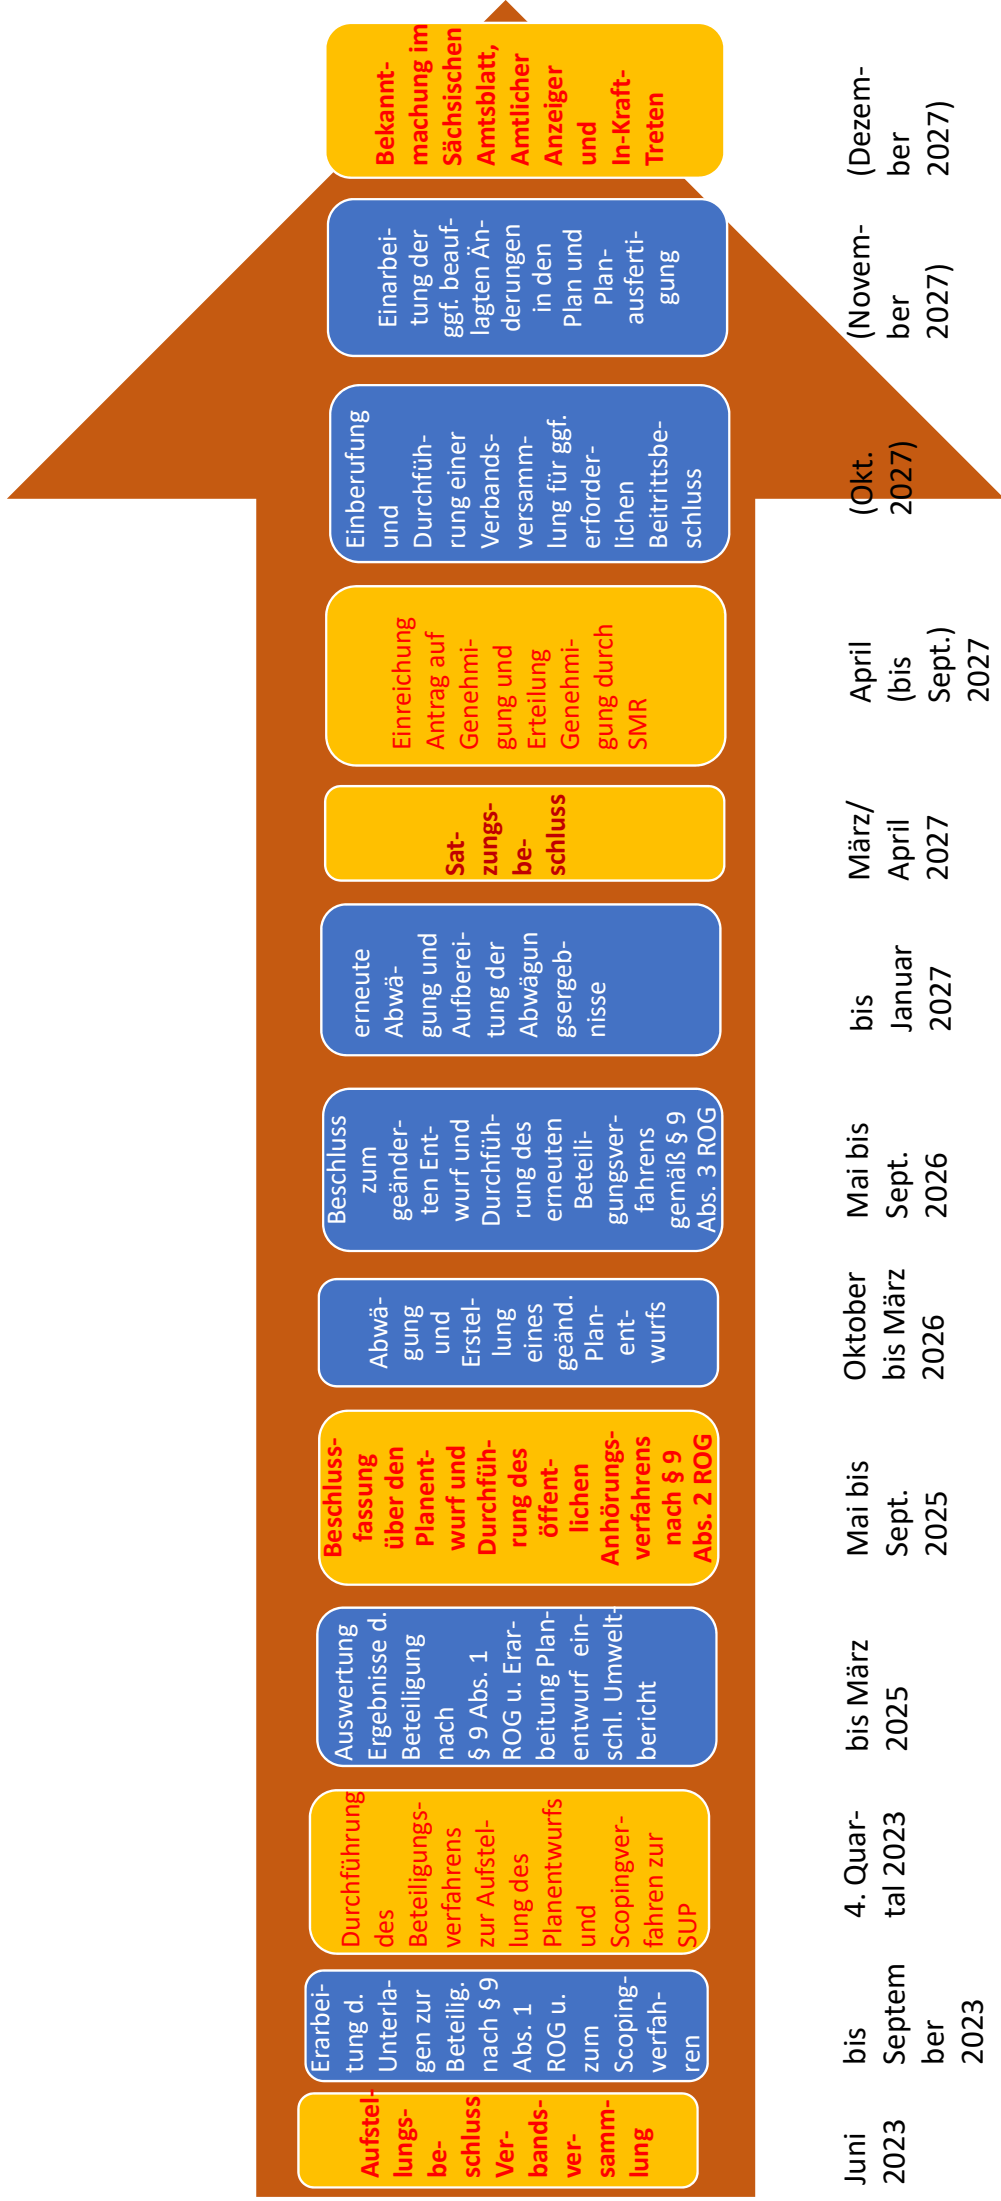 Aufstel-
lungs-
be-
schluss
Ver-
bands-
ver-
samm-
lung
Erarbei-
tung d.
Unterla-
gen zur
Beteilig.
nach § 9
Abs. 1
ROG u.
zum
Scoping-
verfah-
ren
Durchführung
des
Beteiligungs-
verfahrens
zur Aufstel-
lung des
Planentwurfs
und
Scopingver-
fahren zur
SUP
Auswertung
Ergebnisse d.
Beteiligung
nach
§ 9 Abs. 1
ROG u. Erar-
beitung Plan-
entwurf ein-
schl. Umwelt-
bericht
Beschluss-
fassung
über den
Planent-
wurf und
Durchfüh-
rung des
öffent-
lichen
Anhörungs-
verfahrens
nach § 9
Abs. 2 ROG
Abwä-
gung
und
Erstel-
lung
eines
geänd.
Plan-
ent-
wurfs
Beschluss
zum
geänder-
ten Ent-
wurf und
Durchfüh-
rung des
erneuten
Beteili-
gungsver-
fahrens
gemäß § 9
Abs. 3 ROG
erneute
Abwä-
gung und
Aufberei-
tung der
Abwägun
gsergeb-
nisse
Sat-
zungs-
be-
schluss
Einreichung
Antrag auf
Genehmi-
gung und
Erteilung
Genehmi-
gung durch
SMR
Einberufung
und
Durchfüh-
rung einer
Verbands-
versamm-
lung für ggf.
erforder-
lichen
Beitrittsbe-
schluss
Einarbei-
tung der
ggf. beauf-
lagten Än-
derungen
in den
Plan und
Plan-
ausferti-
gung
Bekannt-
machung im
Sächsischen
Amtsblatt,
Amtlicher
Anzeiger
und
In-Kraft-
Treten
Juni
2023
bis
Septem
ber
2023
4. Quar-
tal 2023
bis März
2025
Mai bis
Sept.
2025
Oktober
bis März
2026
Mai bis
Sept.
2026
bis
Januar
2027
März/
April
2027
April
(bis
Sept.)
2027
(Okt.
2027)
(Novem-
ber
2027)
(Dezem-
ber
2027)